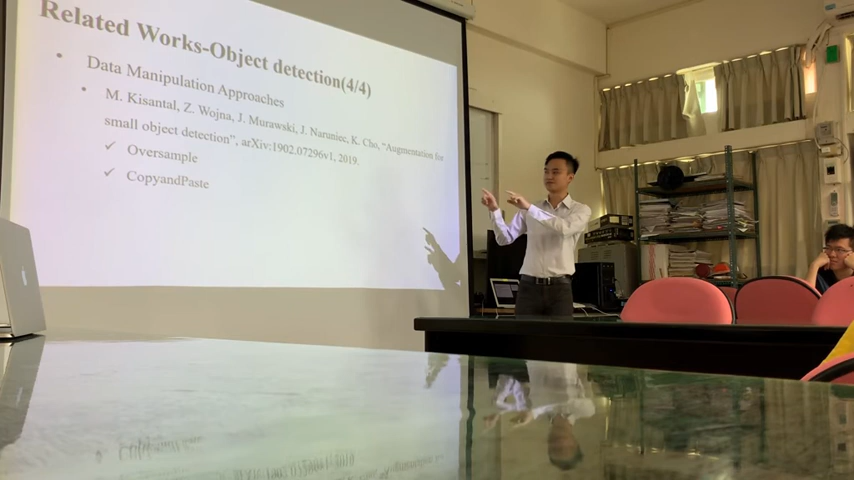 Related Works-Object detection(4/4)
• Data Manipulation Approaches
• M. Kisantal, Z. Wojna, J. Murawski, J. Naruniec, K. Cho, "Augmentation for
small object detection", arXiv:1902.07296v1, 2019.
✓ Oversample
✓ CopyandPaste